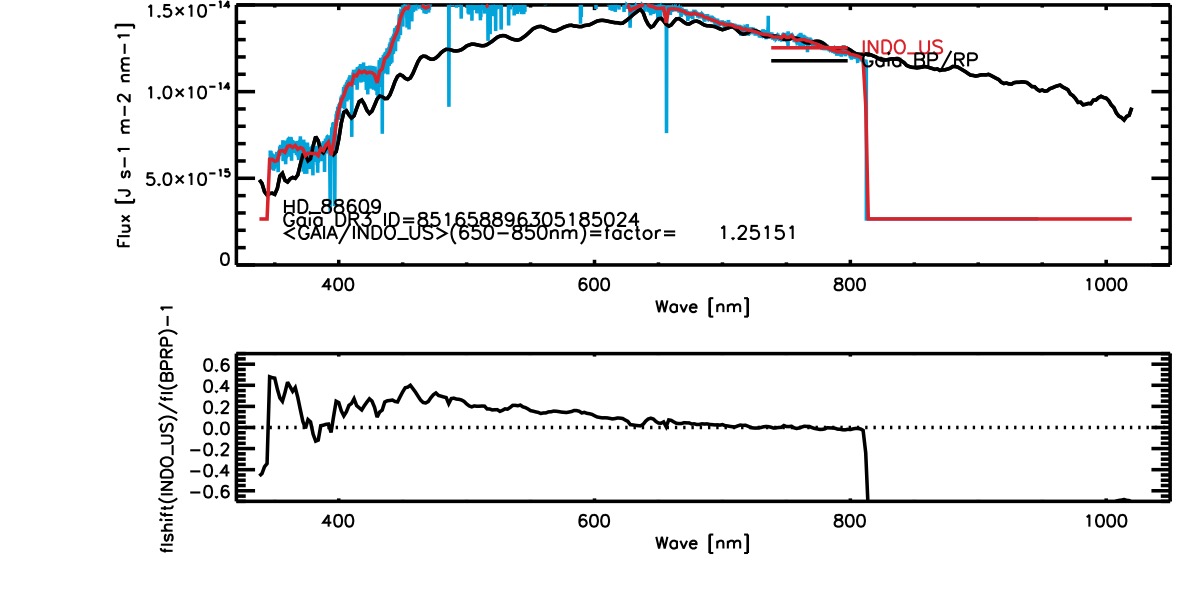 1.5×10−14
1.0×10−14
5.0×10−15
0
Flux [J s−1 m−2 nm−1]
INDO_US
Gaia BP/RP
HD_88609
Gaia DR3 ID=851658896305185024
<GAIA/INDO_US>(650−850nm)=factor= 1.25151
400 600 800 1000
Wave [nm]
flshift(INDO_US)/fl(BPRP)−1
0.6
0.4
0.2
0.0
−0.2
−0.4
−0.6
400 600 800 1000
Wave [nm]